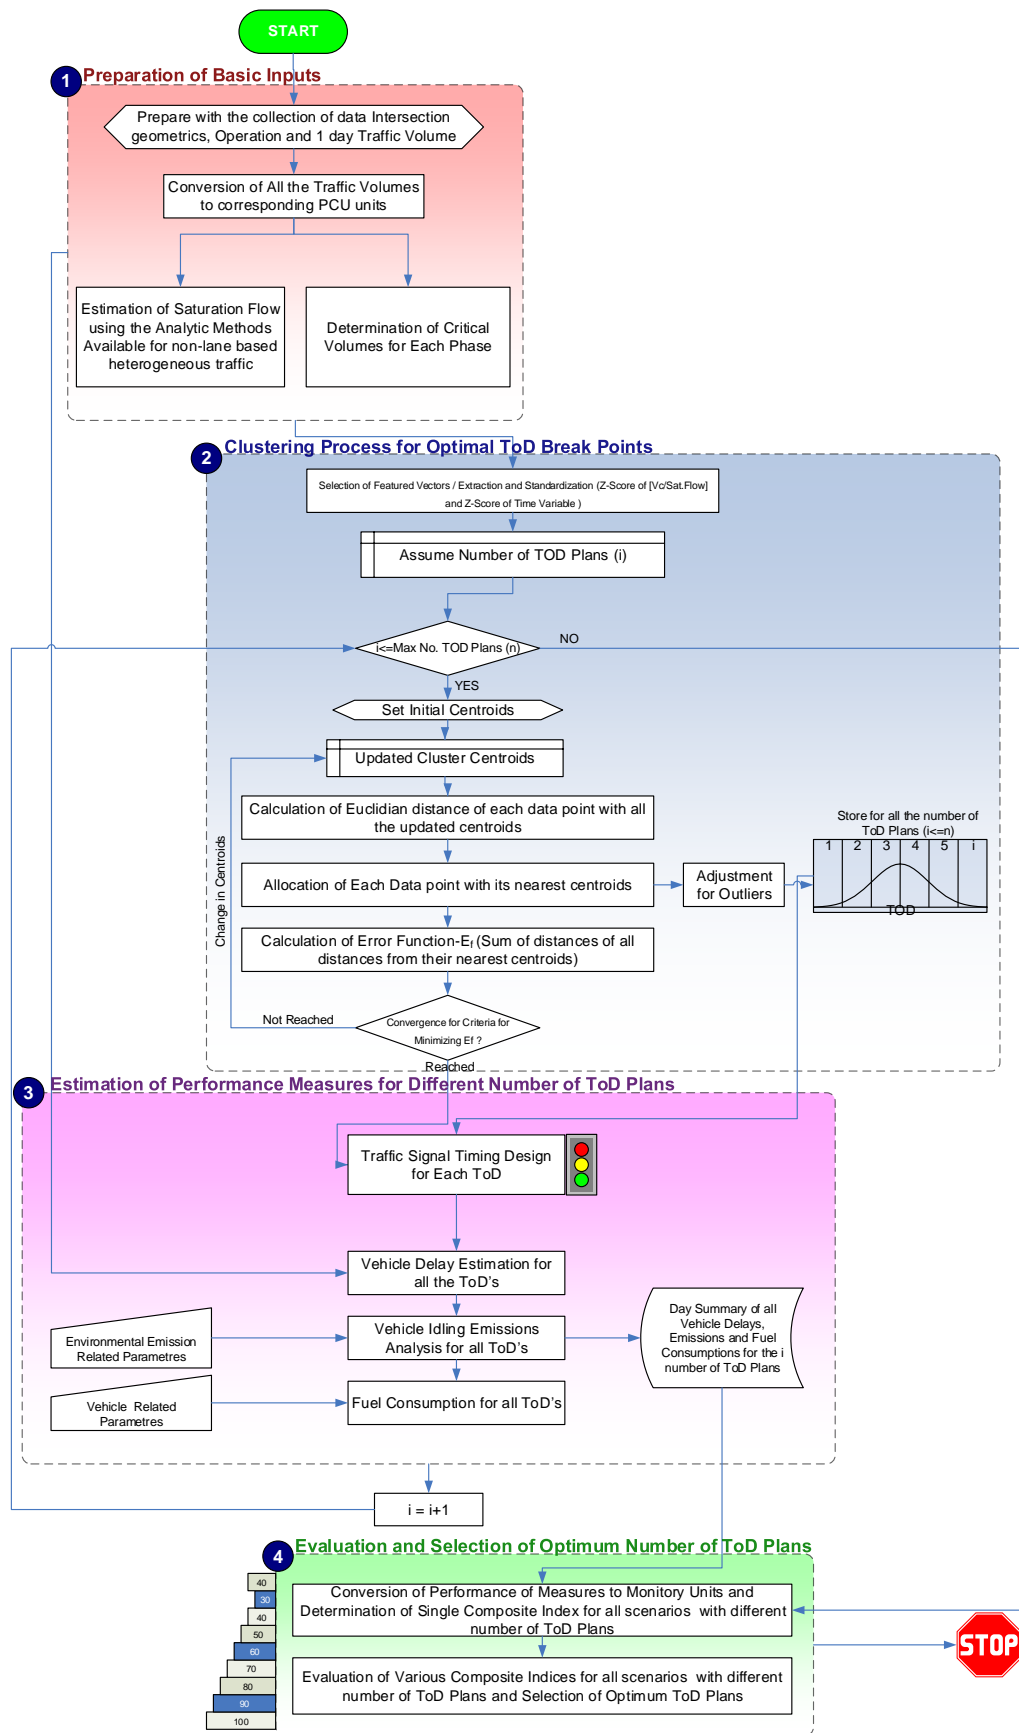 START
1
Preparation of Basic Inputs
Prepare with the collection of data Intersection
geometrics, Operation and 1 day Traffic Volume
Conversion of All the Traffic Volumes
to corresponding PCU units
Estimation of Saturation Flow
using the Analytic Methods
Available for non-lane based
heterogeneous traffic
Determination of Critical
Volumes for Each Phase
2
Clustering Process for Optimal ToD Break Points
Selection of Featured Vectors / Extraction and Standardization (Z-Score of [Vc/Sat.Flow]
and Z-Score of Time Variable )
Assume Number of TOD Plans (i)
i<=Max No. TOD Plans (n)
NO
YES
Set Initial Centroids
Updated Cluster Centroids
Calculation of Euclidian distance of each data point with all
the updated centroids
Change in Centroids
Allocation of Each Data point with its nearest centroids
Adjustment
for Outliers
Store for all the number of
ToD Plans (i<=n)
1 2 3 4 5 i
TOD
Calculation of Error Function-Ef (Sum of distances of all
distances from their nearest centroids)
Convergence for Criteria for
Minimizing Ef ?
Not Reached
Reached
3
Estimation of Performance Measures for Different Number of ToD Plans
Traffic Signal Timing Design
for Each ToD
Vehicle Delay Estimation for
all the ToD's
Environmental Emission
Related Parametres
Vehicle Idling Emissions
Analysis for all ToD's
Day Summary of all
Vehicle Delays,
Emissions and Fuel
Consumptions for the i
number of ToD Plans
Vehicle Related
Parametres
Fuel Consumption for all ToD's
i = i+1
4
Evaluation and Selection of Optimum Number of ToD Plans
40
30
40
50
60
70
80
90
100
Conversion of Performance of Measures to Monitory Units and
Determination of Single Composite Index for all scenarios with different
number of ToD Plans
Evaluation of Various Composite Indices for all scenarios with different
number of ToD Plans and Selection of Optimum ToD Plans
STOP